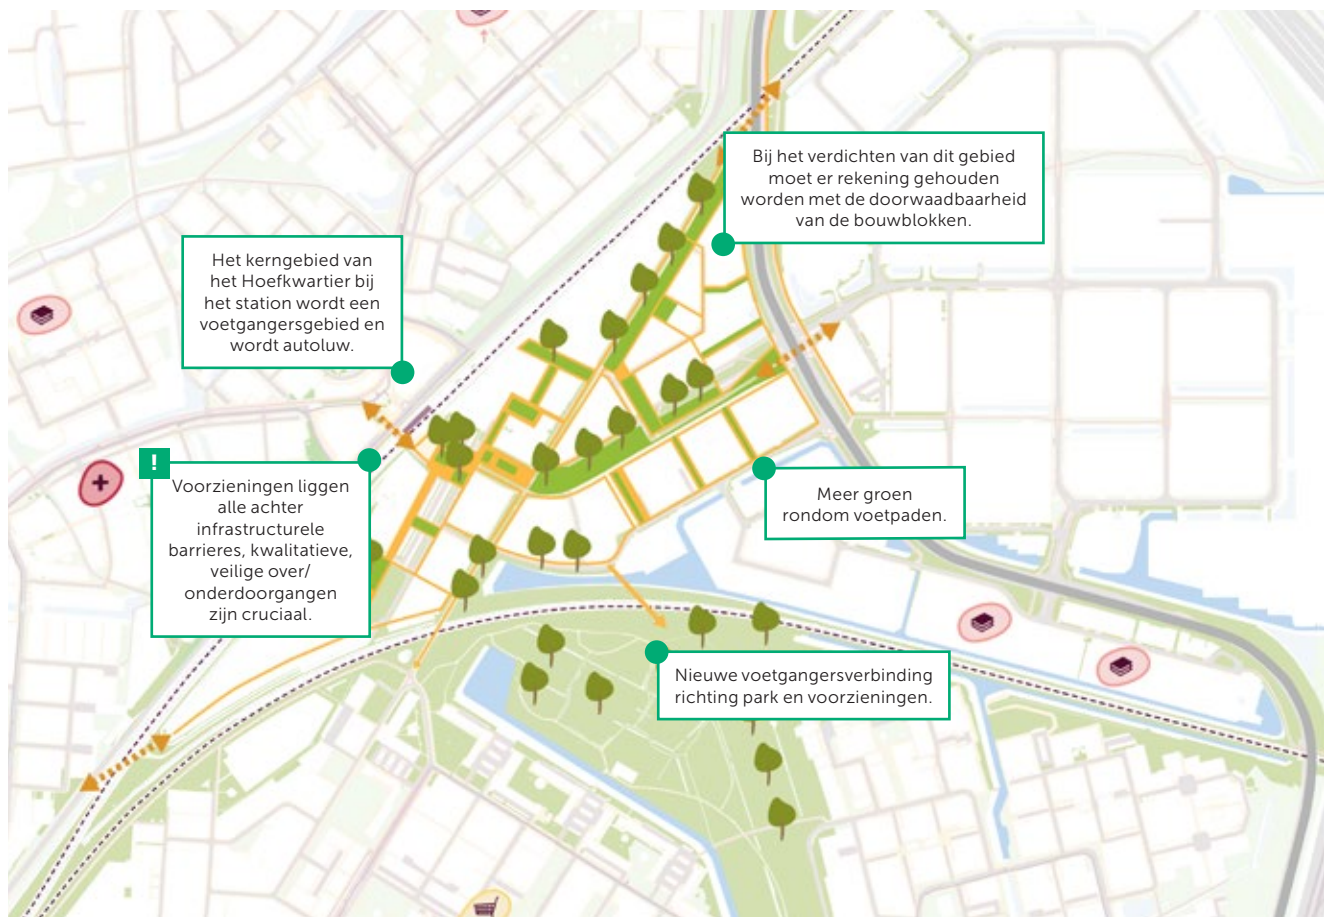 Bij het verdichten van dit gebied
moet er rekening gehouden
worden met de doorwaadbaarheid
van de bouwblokken.
Het kerngebied van
het Hoefkwartier bij
het station wordt een
voetgangersgebied en
wordt autoluw.
!
Voorzieningen liggen
alle achter
infrastructurele
barrieres, kwalitatieve,
veilige over/
onderdoorgangen
zijn cruciaal.
Meer groen
rondom voetpaden.
Nieuwe voetgangersverbinding
richting park en voorzieningen.